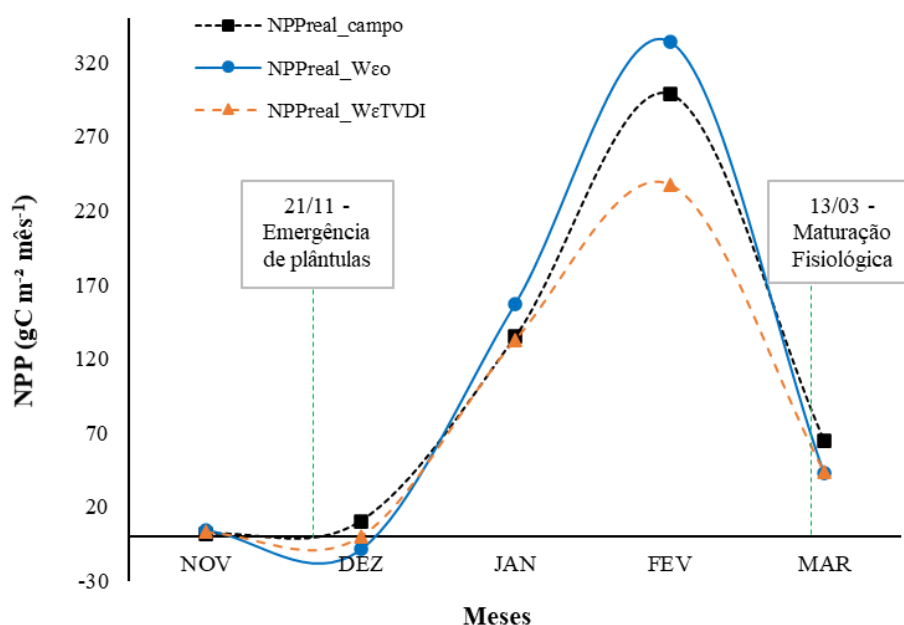 NPPreal_campo
NPPreal_Wεo
NPPreal_WεTVDI
320
270
220
170
120
70
20
-30
NPP (gC m⁻² mês⁻¹)
21/11 -
Emergência
de plântulas
13/03 -
Maturação
Fisiológica
NOV
DEZ
JAN
FEV
MAR
Meses